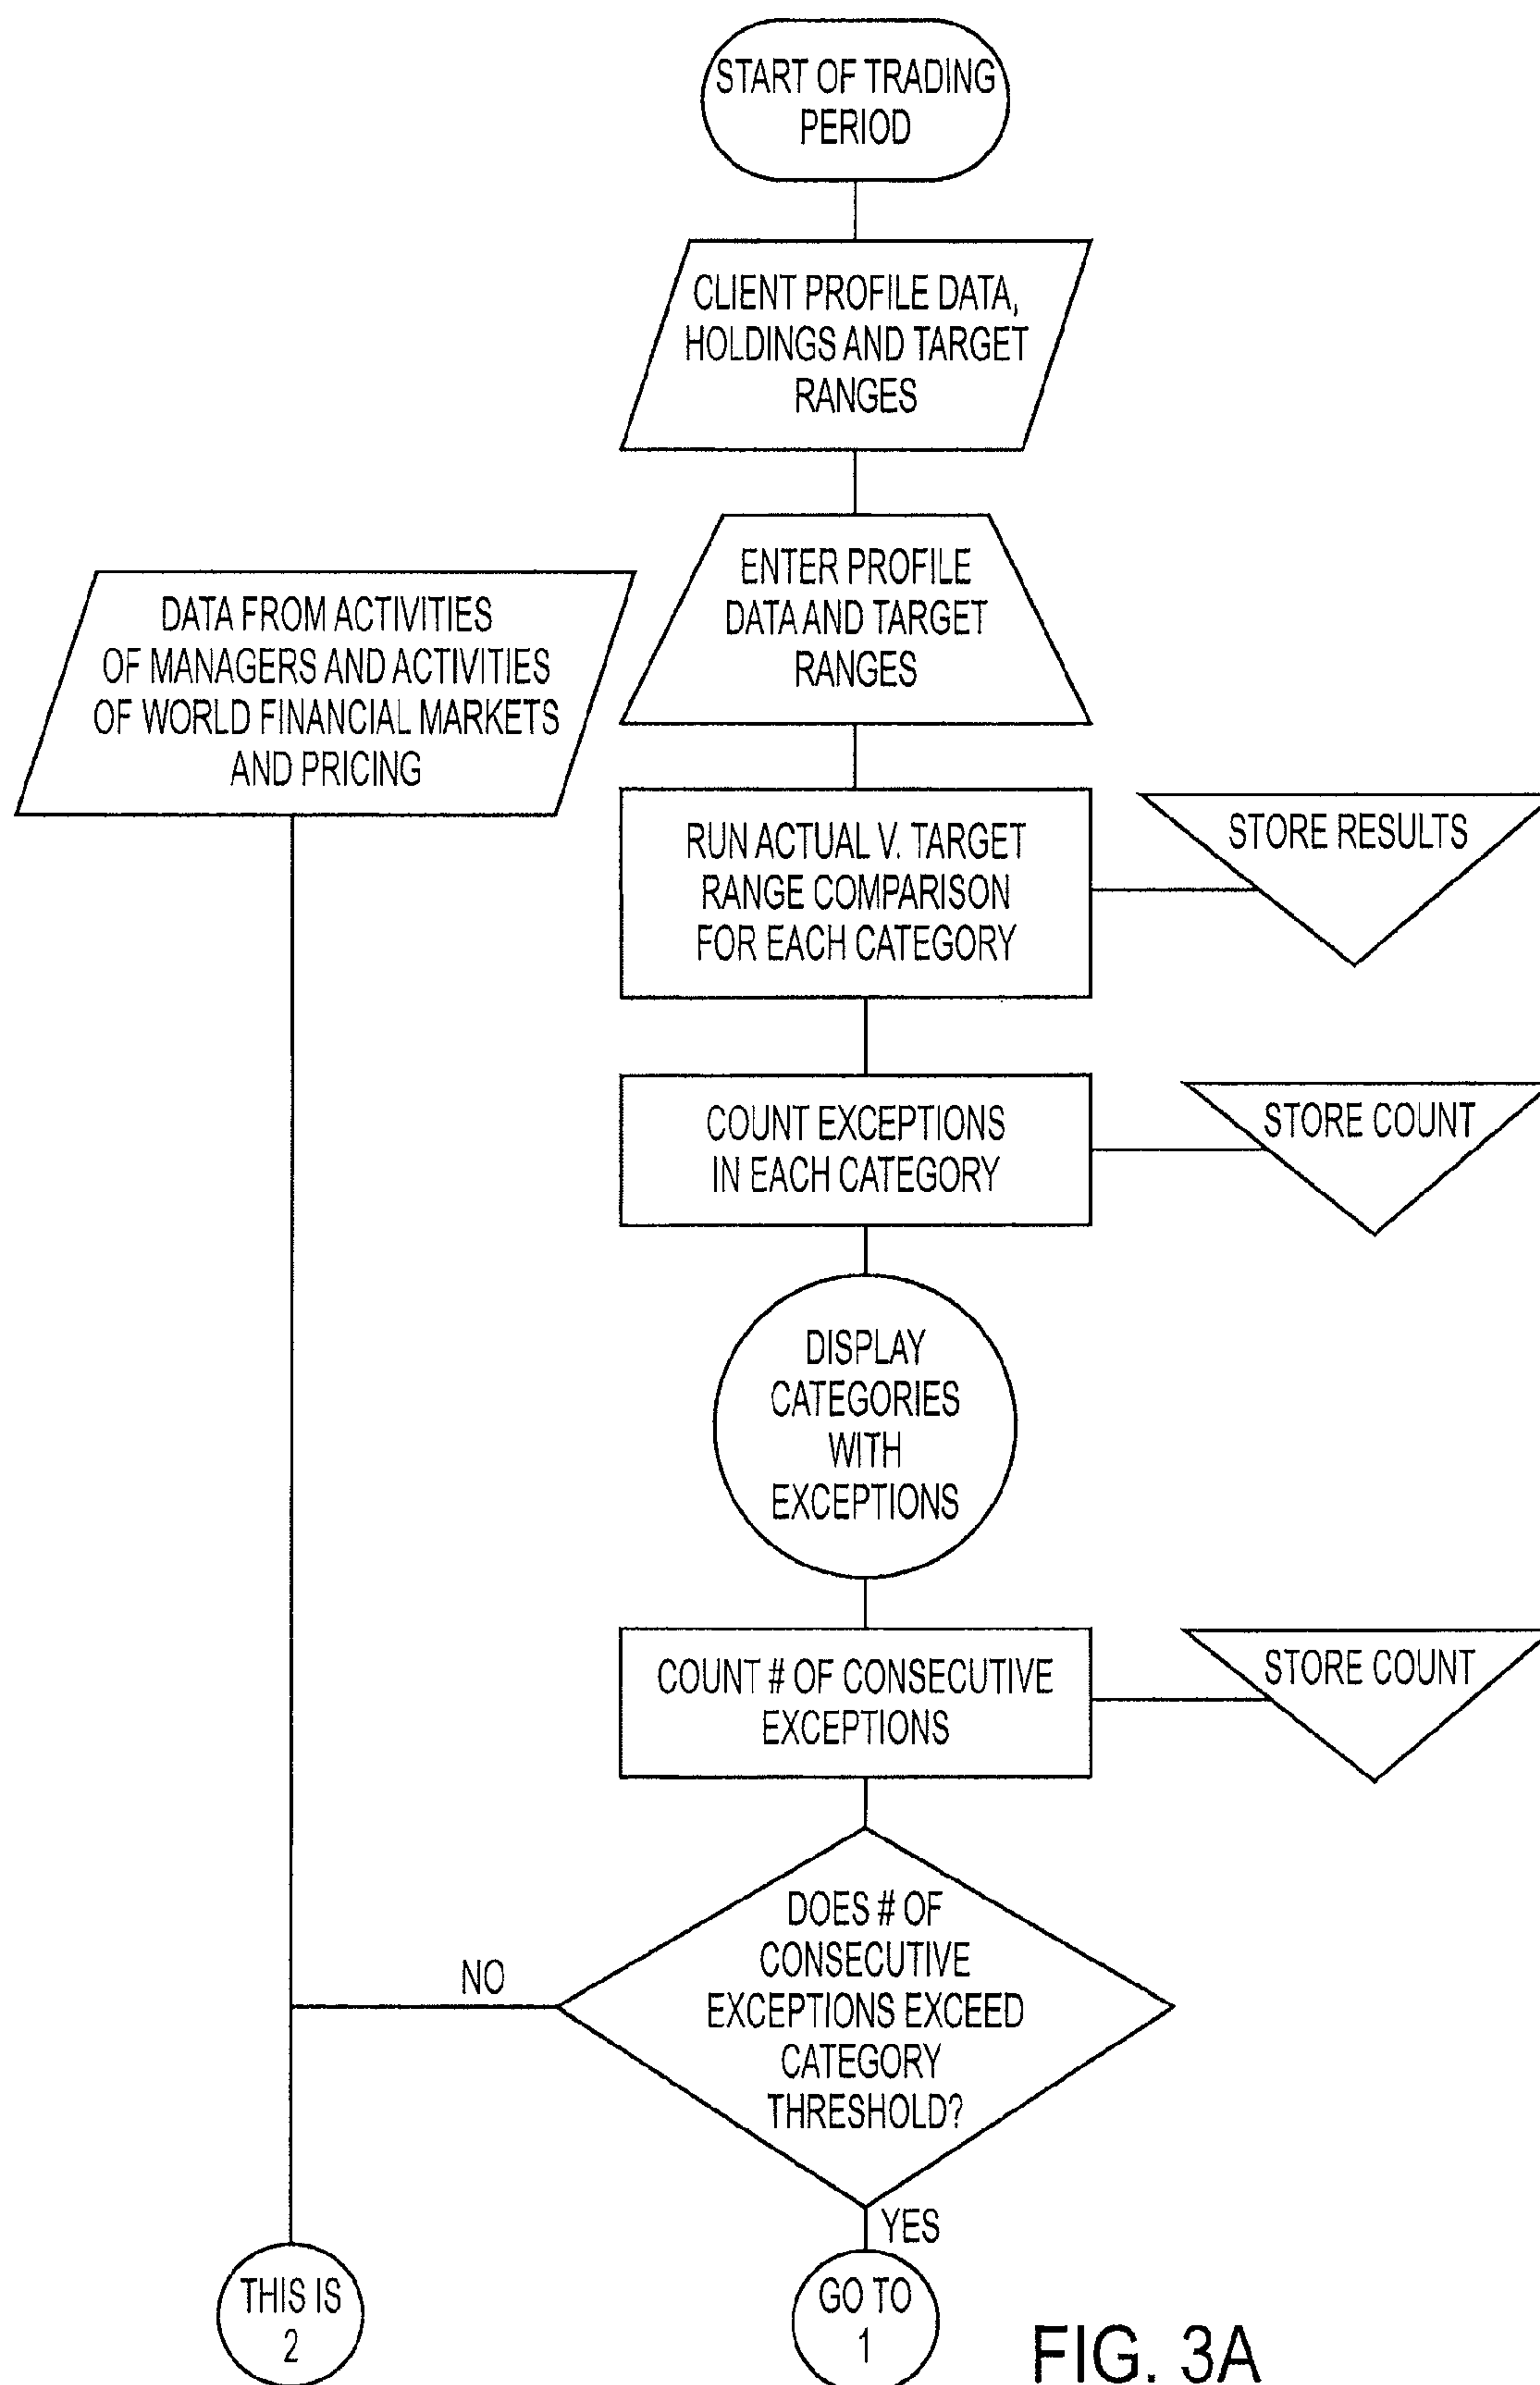 START OF TRADING
PERIOD
CLIENT PROFILE DATA,
HOLDINGS AND TARGET
RANGES
ENTER PROFILE
DATA AND TARGET
RANGES
DATA FROM ACTIVITIES
OF MANAGERS AND ACTIVITIES
OF WORLD FINANCIAL MARKETS
AND PRICING
RUN ACTUAL V. TARGET
RANGE COMPARISON
FOR EACH CATEGORY
STORE RESULTS
COUNT EXCEPTIONS
IN EACH CATEGORY
STORE COUNT
DISPLAY
CATEGORIES
WITH
EXCEPTIONS
COUNT # OF CONSECUTIVE
EXCEPTIONS
STORE COUNT
DOES # OF
CONSECUTIVE
EXCEPTIONS EXCEED
CATEGORY
THRESHOLD?
NO
YES
THIS IS
2
GO TO
1
FIG. 3A